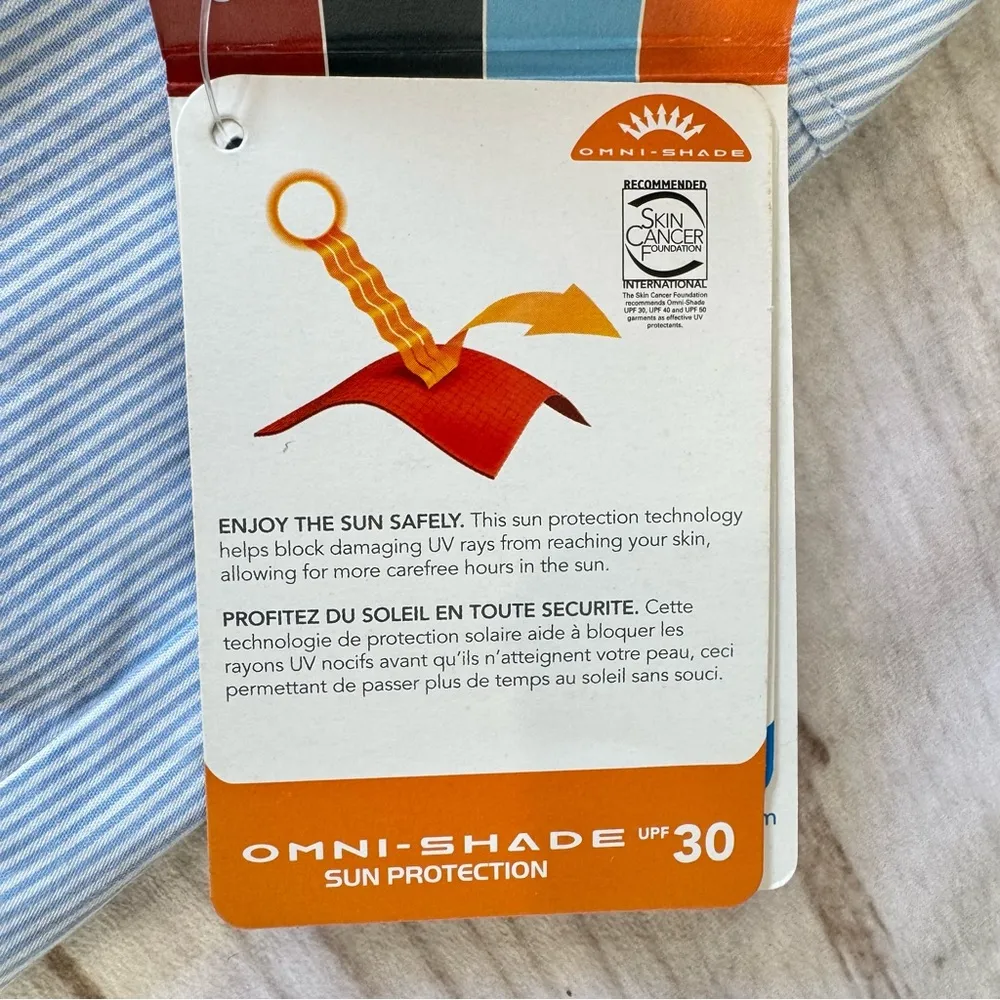 OMNI-SHADE
RECOMMENDED
SKIN
CANCER
FOUNDATION
INTERNATIONAL
The Skin Cancer Foundation
recommends Omni-Shade
UPF 30, UPF 40 and UPF 50
garments as effective UV
protectants.
ENJOY THE SUN SAFELY. This sun protection technology
helps block damaging UV rays from reaching your skin,
allowing for more carefree hours in the sun.
PROFITEZ DU SOLEIL EN TOUTE SECURITE. Cette
technologie de protection solaire aide à bloquer les
rayons UV nocifs avant qu'ils n'atteignent votre peau, ceci
permettant de passer plus de temps au soleil sans souci.
OMNI-SHADE UPF 30
SUN PROTECTION
m